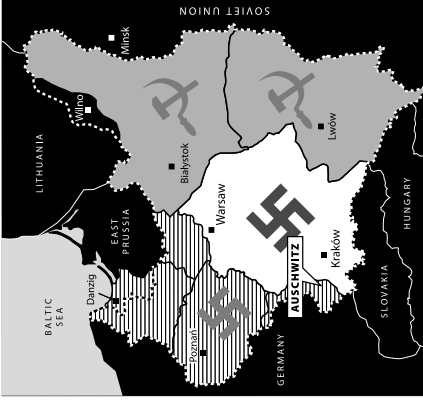 SOVIET UNION
Minsk
Wilno
LITHUANIA
Białystok
Lwów
EAST
PRUSSIA
Warsaw
HUNGARY
Danzig
AUSCHWITZ
Kraków
BALTIC
SEA
Poznań
GERMANY
SLOVAKIA